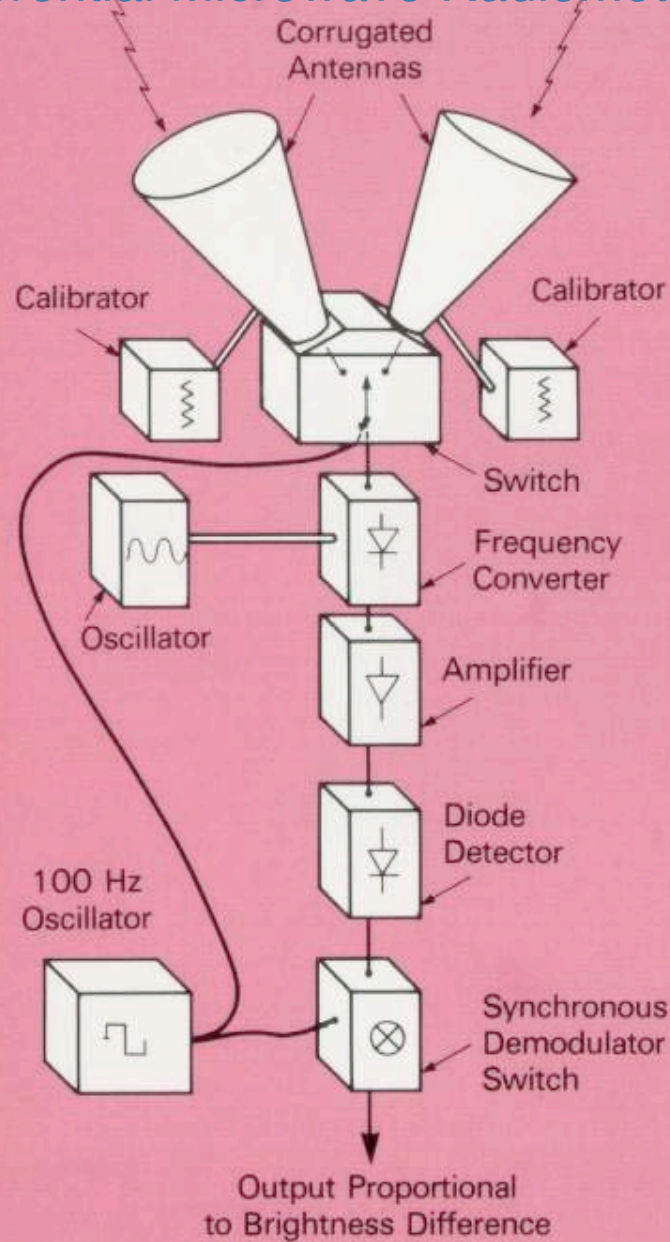 Microwave
Corrugated
Antennas
Calibrator
Calibrator
Switch
Frequency
Converter
Oscillator
Amplifier
Diode
Detector
100 Hz
Oscillator
Synchronous
Demodulator
Switch
Output Proportional
to Brightness Difference